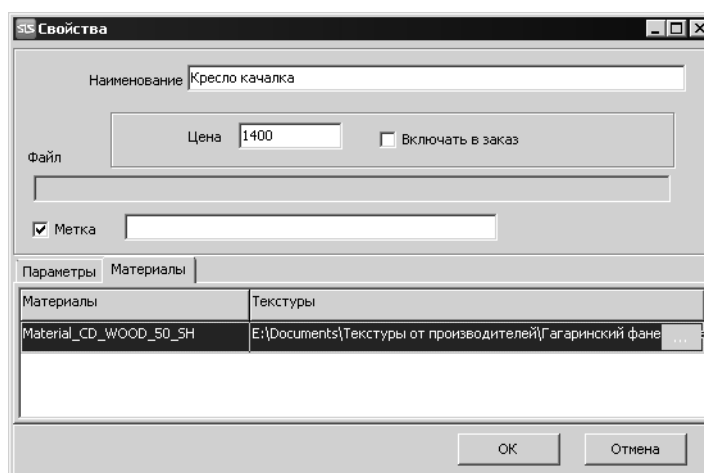 SLS Свойства
Наименование Кресло качалка
Цена 1400 Включать в заказ
Файл
Метка
Параметры Материалы
Материалы Текстуры
Material_CD_WOOD_50_SH E:\Documents\Текстуры от производителей\Гагаринский фане ...
OK Отмена